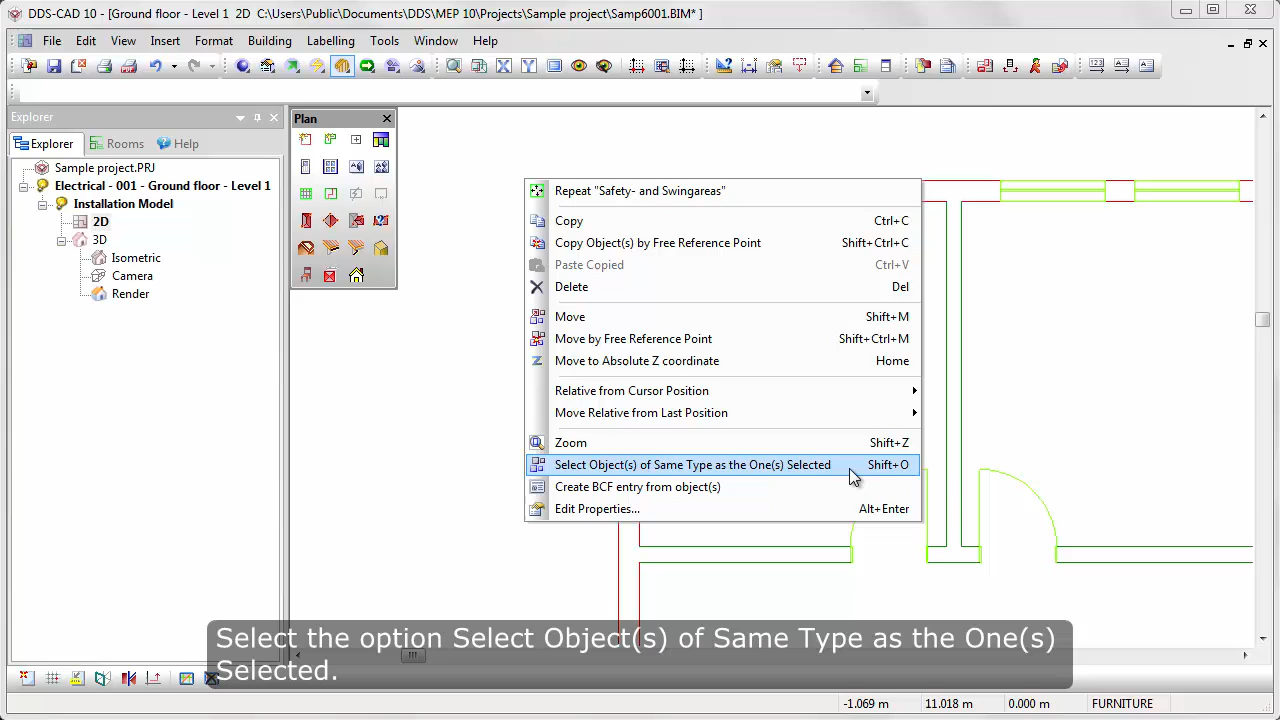 DDS-CAD 10 - [Ground floor - Level 1  2D  C:\Users\Public\Documents\DDS\MEP 10\Projects\Sample project\Samp6001.BIM* ]
File Edit View Insert Format Building Labelling Tools Window Help
Explorer
Explorer Rooms Help
Sample project.PRJ
Electrical - 001 - Ground floor - Level 1
Installation Model
2D
3D
Isometric
Camera
Render
Plan
Repeat "Safety- and Swingareas"
Copy Ctrl+C
Copy Object(s) by Free Reference Point Shift+Ctrl+C
Paste Copied Ctrl+V
Delete Del
Move Shift+M
Move by Free Reference Point Shift+Ctrl+M
Move to Absolute Z coordinate Home
Relative from Cursor Position
Move Relative from Last Position
Zoom Shift+Z
Select Object(s) of Same Type as the One(s) Selected Shift+O
Create BCF entry from object(s)
Edit Properties... Alt+Enter
Select the option Select Object(s) of Same Type as the One(s)
Selected.
-1.069 m 11.018 m 0.000 m FURNITURE